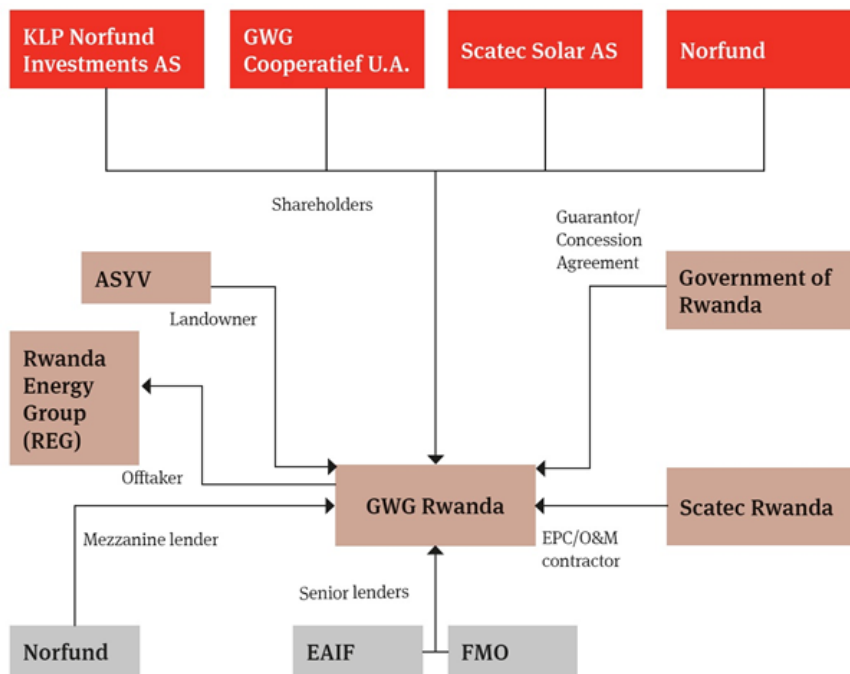 KLP Norfund
Investments AS
GWG
Cooperatief U.A.
Scatec Solar AS
Norfund
Shareholders
Guarantor/
Concession
Agreement
ASYV
Landowner
Government of
Rwanda
Rwanda
Energy
Group
(REG)
Offtaker
GWG Rwanda
Scatec Rwanda
Mezzanine lender
EPC/O&M
contractor
Senior lenders
Norfund
EAIF
FMO